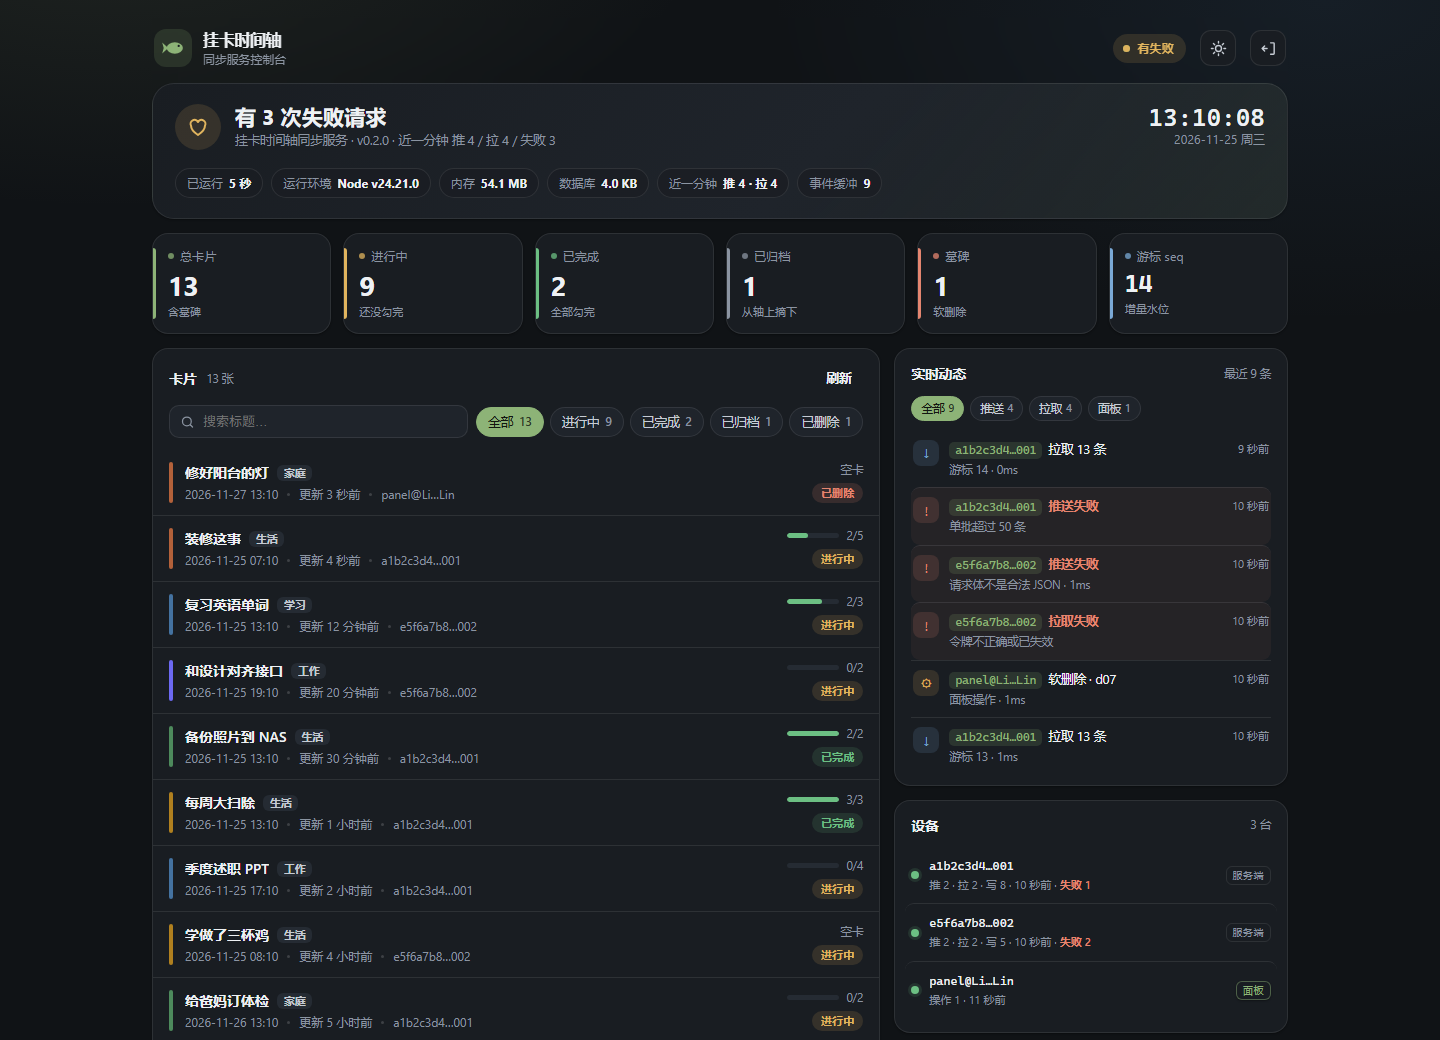 挂卡时间轴
同步服务控制台
有失败
有 3 次失败请求
挂卡时间轴同步服务 · v0.2.0 · 近一分钟 推 4 / 拉 4 / 失败 3
13:10:08
2026-11-25 周三
已运行 5 秒
运行环境 Node v24.21.0
内存 54.1 MB
数据库 4.0 KB
近一分钟 推 4 · 拉 4
事件缓冲 9
总卡片
13
含墓碑
进行中
9
还没勾完
已完成
2
全部勾完
已归档
1
从轴上摘下
墓碑
1
软删除
游标 seq
14
增量水位
卡片 13 张
刷新
搜索标题…
全部 13
进行中 9
已完成 2
已归档 1
已删除 1
修好阳台的灯 家庭
空卡
2026-11-27 13:10 • 更新 3 秒前 • panel@Li…Lin
已删除
装修这事 生活
2/5
2026-11-25 07:10 • 更新 4 秒前 • a1b2c3d4…001
进行中
复习英语单词 学习
2/3
2026-11-25 13:10 • 更新 12 分钟前 • e5f6a7b8…002
进行中
和设计对齐接口 工作
0/2
2026-11-25 19:10 • 更新 20 分钟前 • e5f6a7b8…002
进行中
备份照片到 NAS 生活
2/2
2026-11-25 13:10 • 更新 30 分钟前 • a1b2c3d4…001
已完成
每周大扫除 生活
3/3
2026-11-25 13:10 • 更新 1 小时前 • a1b2c3d4…001
已完成
季度述职 PPT 工作
0/4
2026-11-25 17:10 • 更新 2 小时前 • a1b2c3d4…001
进行中
学做了三杯鸡 生活
空卡
2026-11-25 08:10 • 更新 4 小时前 • e5f6a7b8…002
进行中
给爸妈订体检 家庭
0/2
2026-11-26 13:10 • 更新 5 小时前 • a1b2c3d4…001
进行中
实时动态
最近 9 条
全部 9
推送 4
拉取 4
面板 1
↓ a1b2c3d4…001 拉取 13 条 9 秒前
游标 14 · 0ms
! a1b2c3d4…001 推送失败 10 秒前
单批超过 50 条
! e5f6a7b8…002 推送失败 10 秒前
请求体不是合法 JSON · 1ms
! e5f6a7b8…002 拉取失败 10 秒前
令牌不正确或已失效
⚙ panel@Li…Lin 软删除 · d07 10 秒前
面板操作 · 1ms
↓ a1b2c3d4…001 拉取 13 条 10 秒前
游标 13 · 1ms
设备
3 台
a1b2c3d4…001
推 2 · 拉 2 · 写 8 · 10 秒前 · 失败 1
服务端
e5f6a7b8…002
推 2 · 拉 2 · 写 5 · 10 秒前 · 失败 2
服务端
panel@Li…Lin
操作 1 · 11 秒前
面板